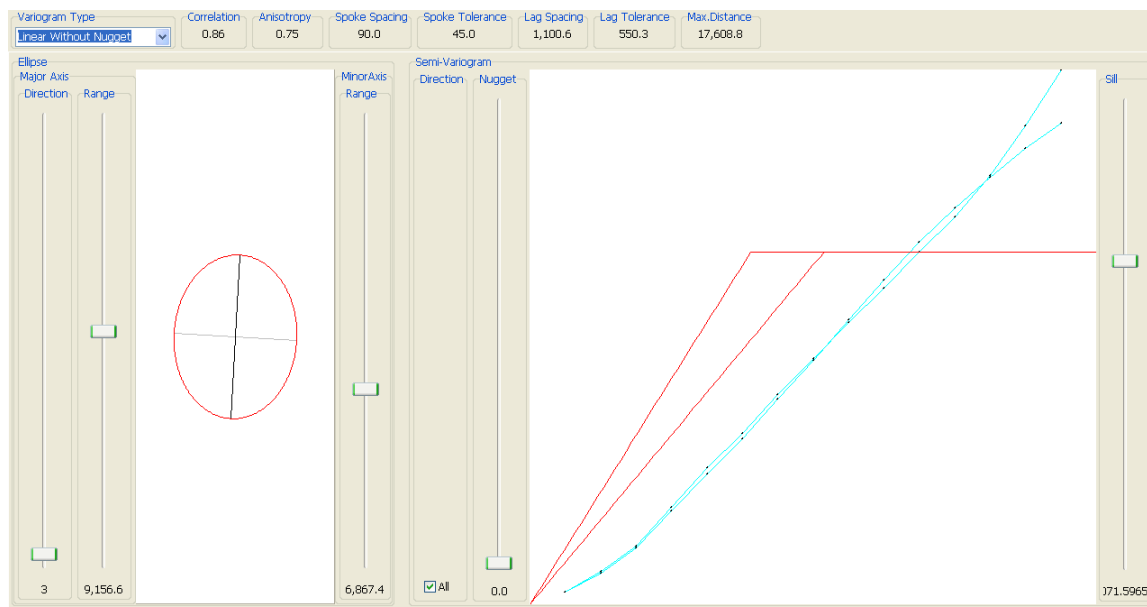 Variogram Type
Linear Without Nugget
Correlation
0.86
Anisotropy
0.75
Spoke Spacing
90.0
Spoke Tolerance
45.0
Lag Spacing
1,100.6
Lag Tolerance
550.3
Max.Distance
17,608.8
Ellipse
Major Axis
Direction
3
Range
9,156.6
MinorAxis
Range
6,867.4
Semi-Variogram
Direction
All
Nugget
0.0
Sill
071.5965